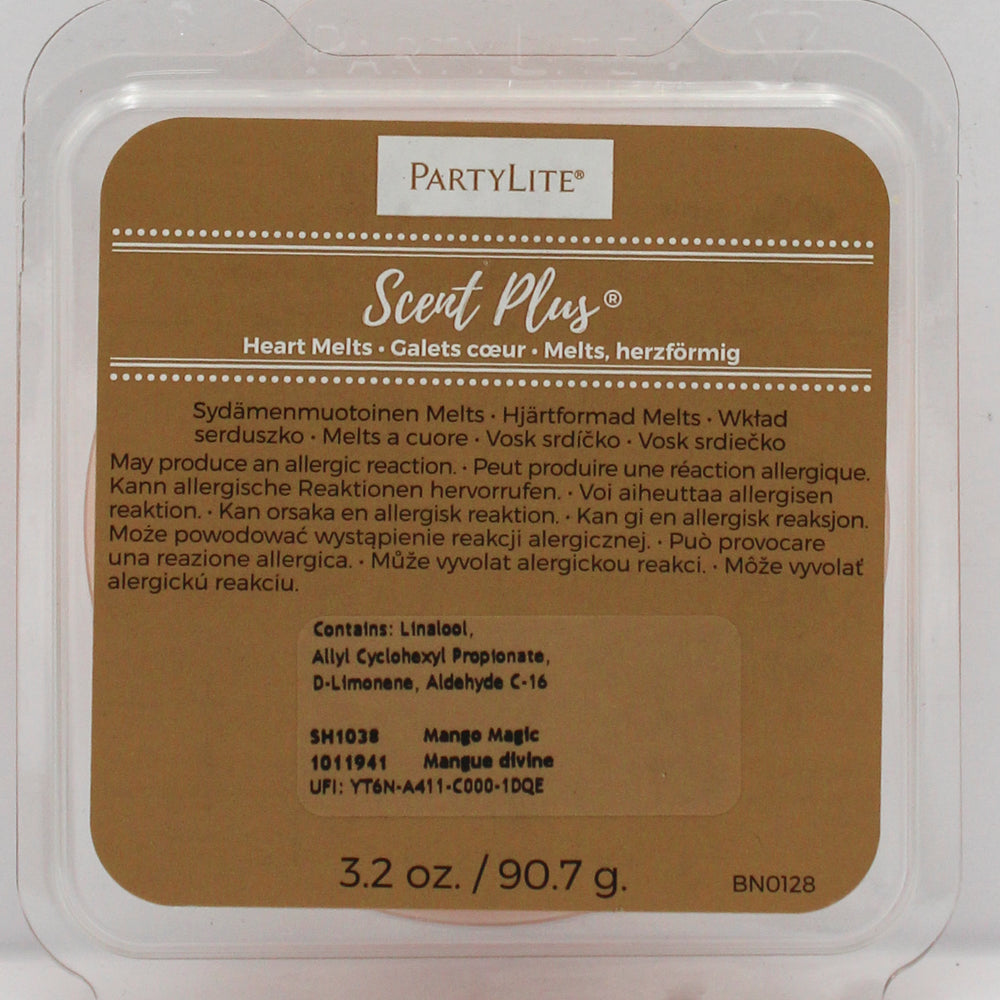 PARTYLITE
PARTYLITE®
Scent Plus®
Heart Melts • Galets cœur • Melts, herzförmig
Sydämenmuotoinen Melts • Hjärtformad Melts • Wkład
serduszko • Melts a cuore • Vosk srdíčko • Vosk srdiečko
May produce an allergic reaction. • Peut produire une réaction allergique.
Kann allergische Reaktionen hervorrufen. • Voi aiheuttaa allergisen
reaktion. • Kan orsaka en allergisk reaktion. • Kan gi en allergisk reaksjon.
Może powodować wystąpienie reakcji alergicznej. • Può provocare
una reazione allergica. • Může vyvolat alergickou reakci. • Môže vyvolať
alergickú reakciu.
Contains: Linalool,
Allyl Cyclohexyl Propionate,
D-Limonene, Aldehyde C-16
SH1038 Mango Magic
1011941 Mangue divine
UFI: YT6N-A411-C000-1DQE
3.2 oz. / 90.7 g.
BN0128